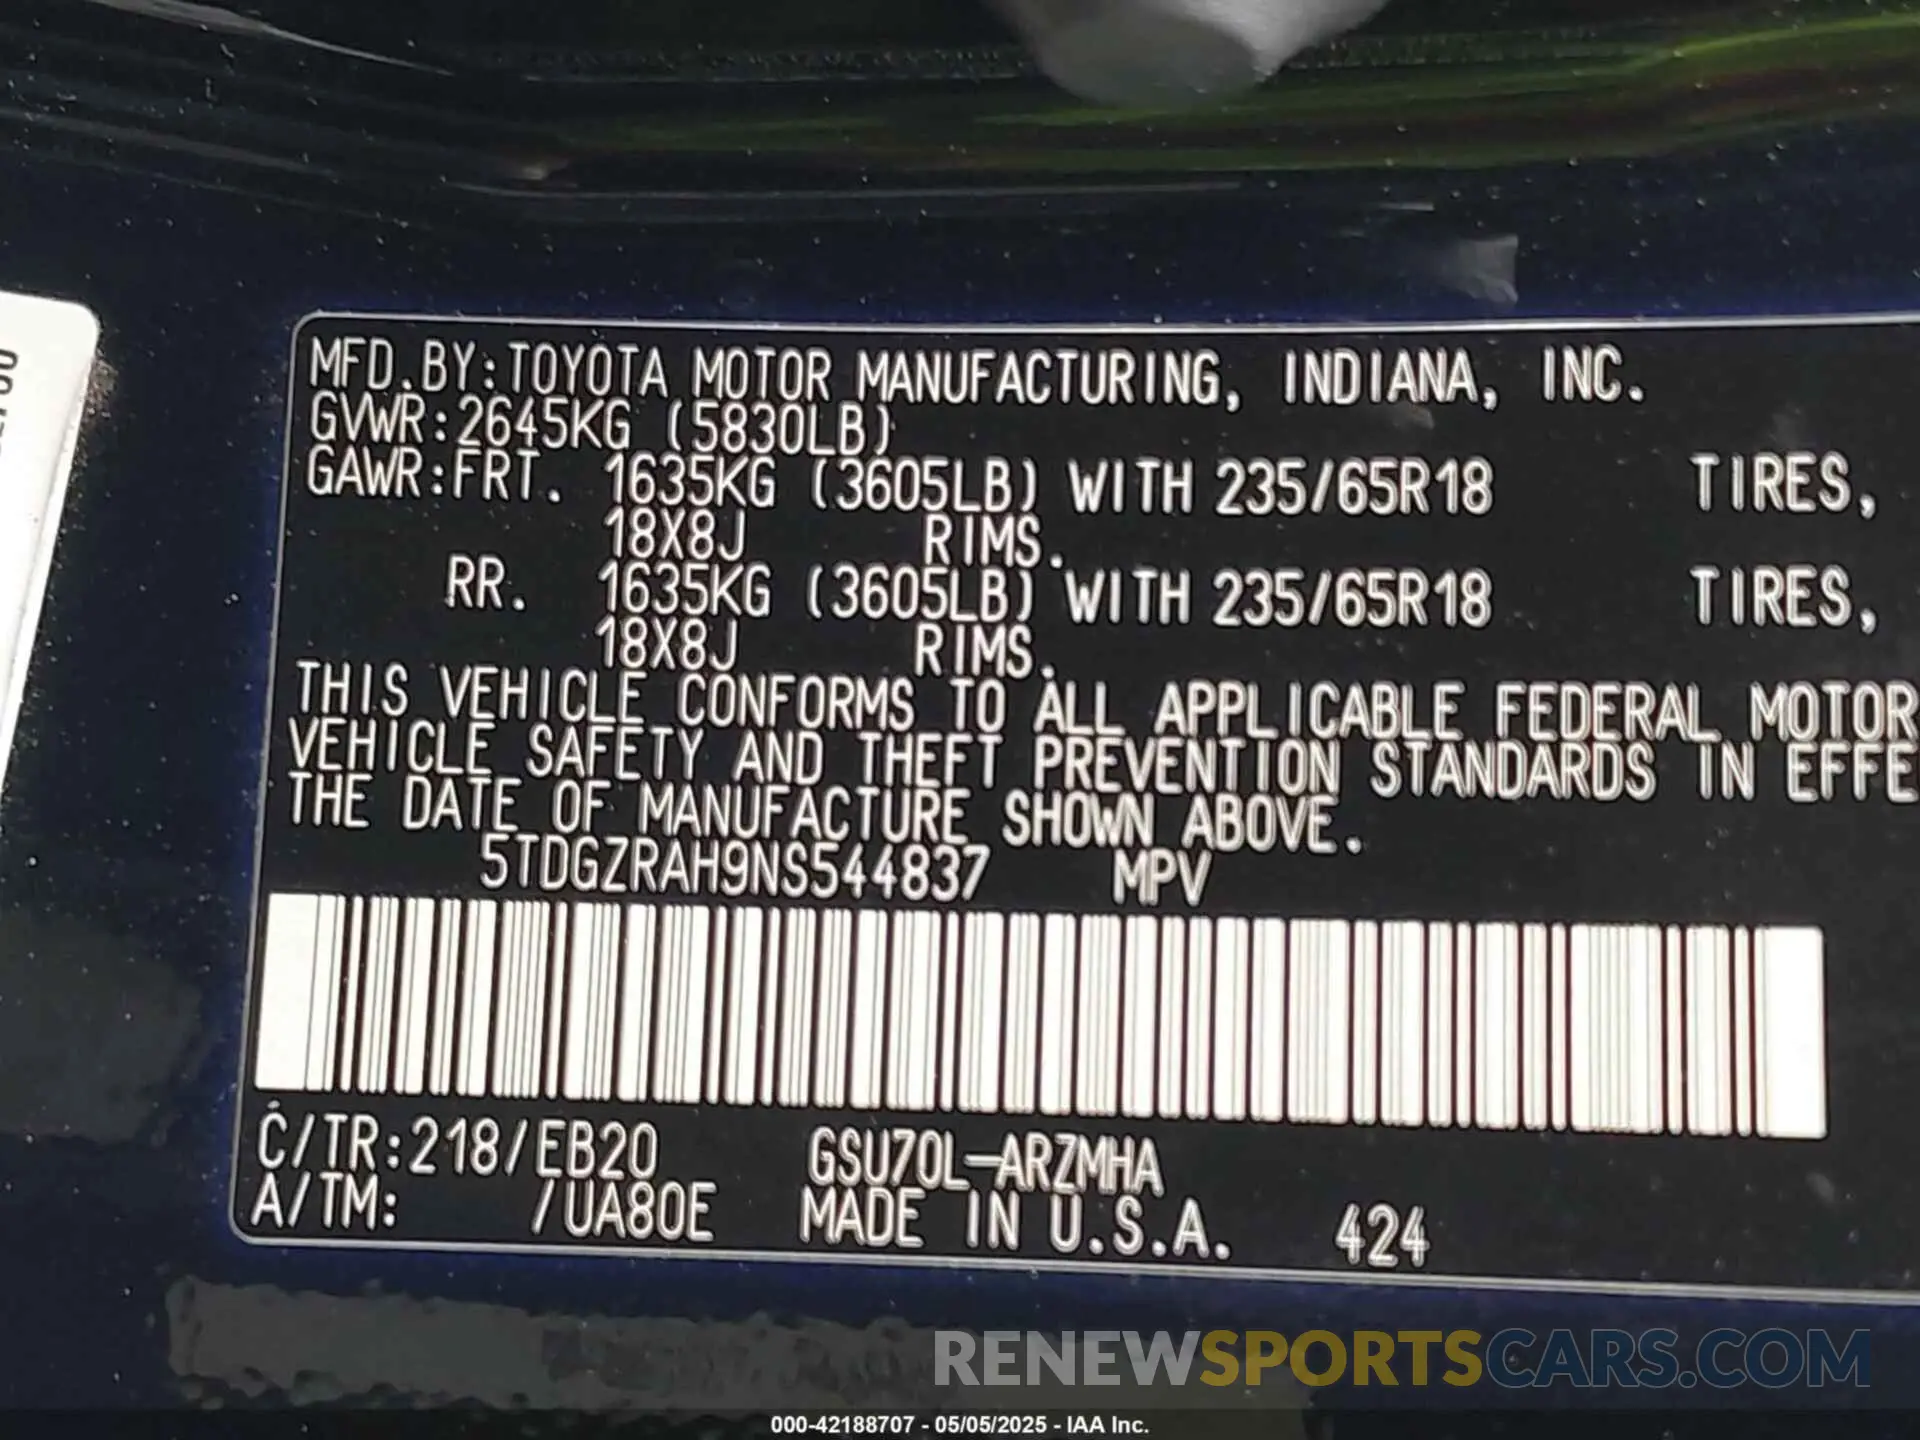 MFD.BY:TOYOTA MOTOR MANUFACTURING, INDIANA, INC.
GVWR:2645KG (5830LB)
GAWR:FRT. 1635KG (3605LB) WITH 235/65R18 TIRES,
18X8J RIMS.
RR. 1635KG (3605LB) WITH 235/65R18 TIRES,
18X8J RIMS.
THIS VEHICLE CONFORMS TO ALL APPLICABLE FEDERAL MOTOR
VEHICLE SAFETY AND THEFT PREVENTION STANDARDS IN EFFE
THE DATE OF MANUFACTURE SHOWN ABOVE.
5TDGZRAH9NS544837 MPV
C/TR:218/EB20 GSU70L-ARZMHA
A/TM: /UA80E MADE IN U.S.A. 424
RENEWSPORTSCARS.COM
000-42188707 - 05/05/2025 - IAA Inc.